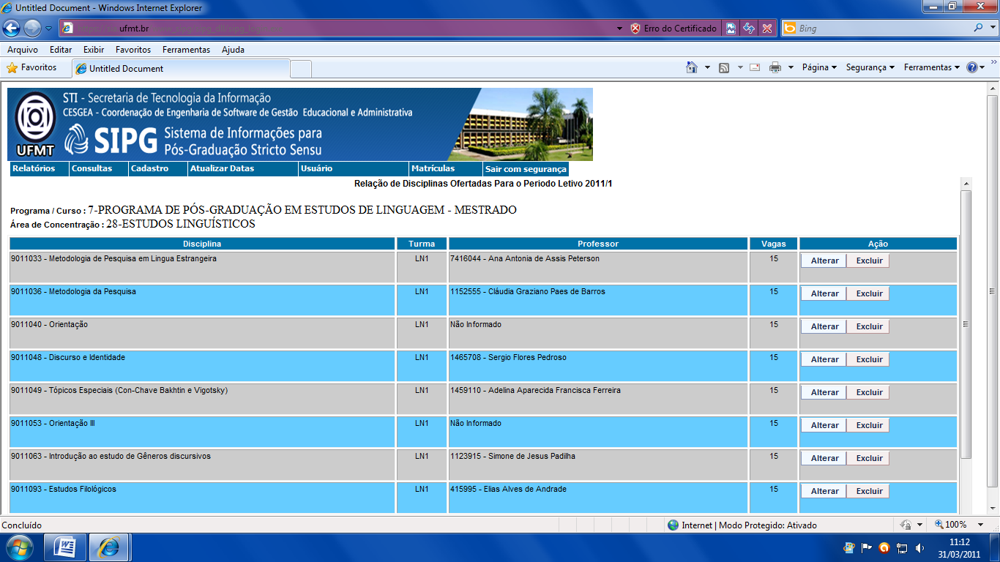 Untitled Document - Windows Internet Explorer
ufmt.br
Erro do Certificado
Bing
Arquivo Editar Exibir Favoritos Ferramentas Ajuda
Favoritos
Untitled Document
Página Segurança Ferramentas
STI - Secretaria de Tecnologia da Informação
CESGEA - Coordenação de Engenharia de Software de Gestão Educacional e Administrativa
UFMT
SIPG
Sistema de Informações para
Pós-Graduação Stricto Sensu
Relatórios Consultas Cadastro Atualizar Datas Usuário Matrículas Sair com segurança
Relação de Disciplinas Ofertadas Para o Periodo Letivo 2011/1
Programa / Curso : 7-PROGRAMA DE PÓS-GRADUAÇÃO EM ESTUDOS DE LINGUAGEM - MESTRADO
Área de Concentração : 28-ESTUDOS LINGUÍSTICOS
Disciplina Turma Professor Vagas Ação
9011033 - Metodologia de Pesquisa em Lingua Estrangeira LN1 7416044 - Ana Antonia de Assis Peterson 15 Alterar Excluir
9011036 - Metodologia da Pesquisa LN1 1152555 - Cláudia Graziano Paes de Barros 15 Alterar Excluir
9011040 - Orientação LN1 Não Informado 15 Alterar Excluir
9011048 - Discurso e Identidade LN1 1465708 - Sergio Flores Pedroso 15 Alterar Excluir
9011049 - Tópicos Especiais (Con-Chave Bakhtin e Vigotsky) LN1 1459110 - Adelina Aparecida Francisca Ferreira 15 Alterar Excluir
9011053 - Orientação III LN1 Não Informado 15 Alterar Excluir
9011063 - Introdução ao estudo de Gêneros discursivos LN1 1123915 - Simone de Jesus Padilha 15 Alterar Excluir
9011093 - Estudos Filológicos LN1 415995 - Elias Alves de Andrade 15 Alterar Excluir
Concluído
Internet | Modo Protegido: Ativado
100%
11:12
31/03/2011